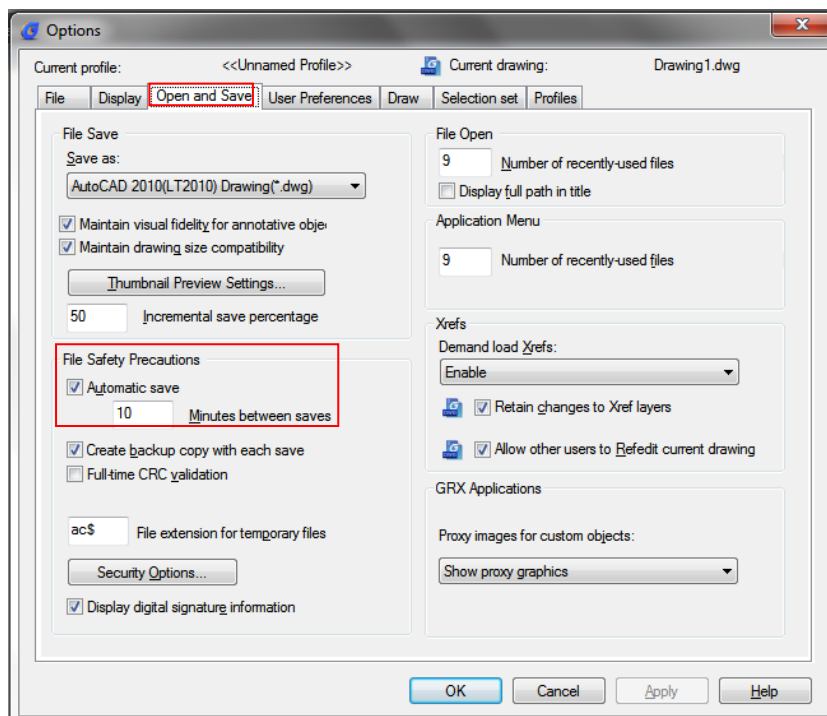 Options
Current profile: <<Unnamed Profile>> Current drawing: Drawing1.dwg
File Display Open and Save User Preferences Draw Selection set Profiles
File Save
Save as:
AutoCAD 2010(LT2010) Drawing(*.dwg)
Maintain visual fidelity for annotative obje
Maintain drawing size compatibility
Thumbnail Preview Settings...
50 Incremental save percentage
File Safety Precautions
Automatic save
10 Minutes between saves
Create backup copy with each save
Full-time CRC validation
ac$ File extension for temporary files
Security Options...
Display digital signature information
File Open
9 Number of recently-used files
Display full path in title
Application Menu
9 Number of recently-used files
Xrefs
Demand load Xrefs:
Enable
Retain changes to Xref layers
Allow other users to Refedit current drawing
GRX Applications
Proxy images for custom objects:
Show proxy graphics
OK Cancel Apply Help